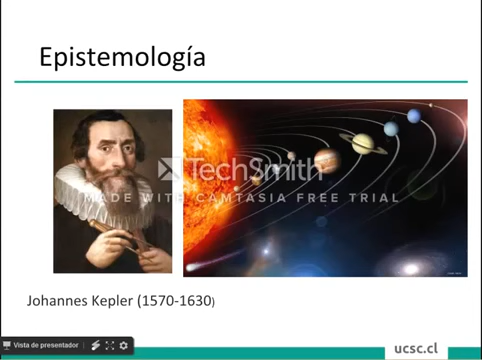 Epistemología
TechSmith
MADE WITH CAMTASIA FREE TRIAL
Johannes Kepler (1570-1630)
Vista de presentador
ucsc.cl